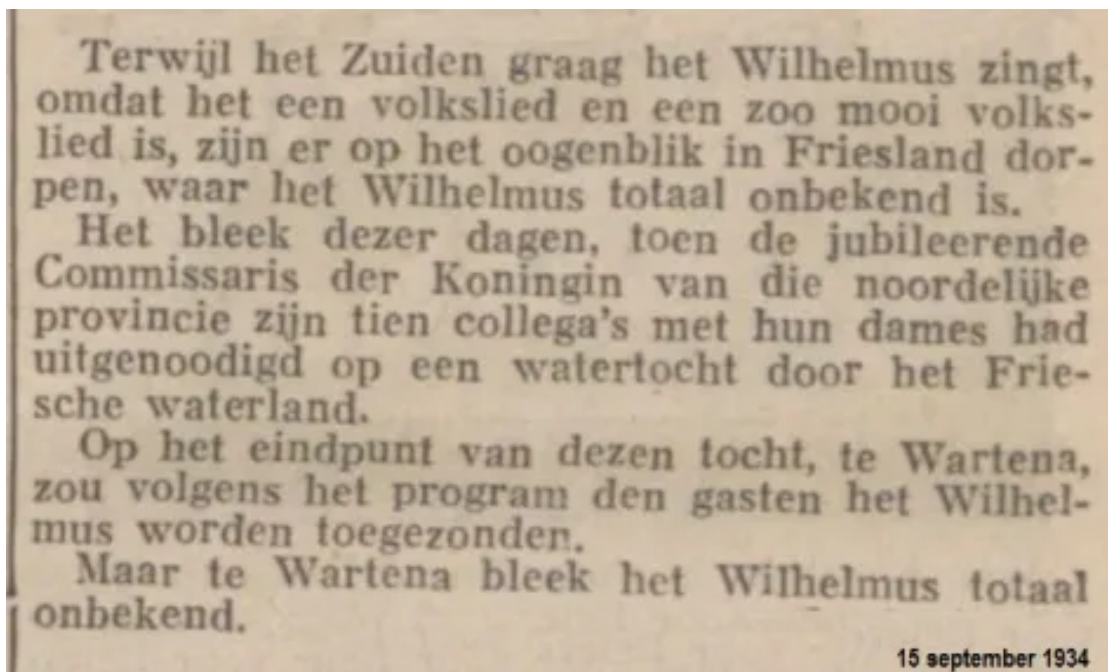 Terwijl het Zuiden graag het Wilhelmus zingt,
omdat het een volkslied en een zoo mooi volks-
lied is, zijn er op het oogenblik in Friesland dor-
pen, waar het Wilhelmus totaal onbekend is.
Het bleek dezer dagen, toen de jubileerende
Commissaris der Koningin van die noordelijke
provincie zijn tien collega's met hun dames had
uitgenoodigd op een watertocht door het Frie-
sche waterland.
Op het eindpunt van dezen tocht, te Wartena,
zou volgens het program den gasten het Wilhel-
mus worden toegezonden.
Maar te Wartena bleek het Wilhelmus totaal
onbekend.
15 september 1934